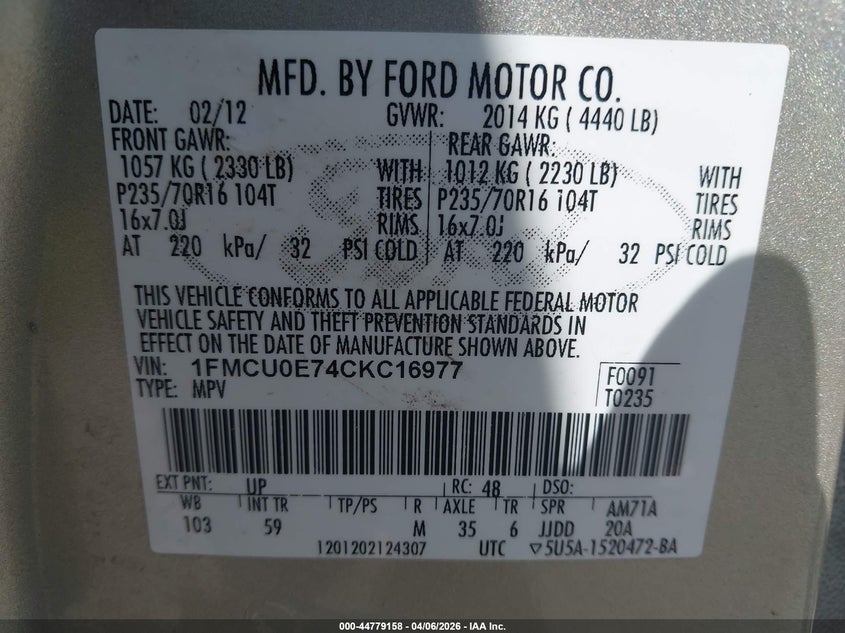 MFD. BY FORD MOTOR CO.
DATE: 02/12 GVWR: 2014 KG ( 4440 LB)
FRONT GAWR: REAR GAWR:
1057 KG ( 2330 LB) WITH 1012 KG ( 2230 LB) WITH
P235/70R16 104T TIRES P235/70R16 104T TIRES
16x7.0J RIMS 16x7.0J RIMS
AT 220 kPa/ 32 PSI COLD AT 220 kPa/ 32 PSI COLD
THIS VEHICLE CONFORMS TO ALL APPLICABLE FEDERAL MOTOR
VEHICLE SAFETY AND THEFT PREVENTION STANDARDS IN
EFFECT ON THE DATE OF MANUFACTURE SHOWN ABOVE.
VIN: 1FMCU0E74CKC16977 F0091
TYPE: MPV T0235
EXT PNT: UP RC: 48 DSO:
WB INT TR TP/PS R AXLE TR SPR AM71A
103 59 M 35 6 JJDD 20A
1201202124307 UTC ▽5U5A-1520472-BA
000-44779158 - 04/06/2026 - IAA Inc.